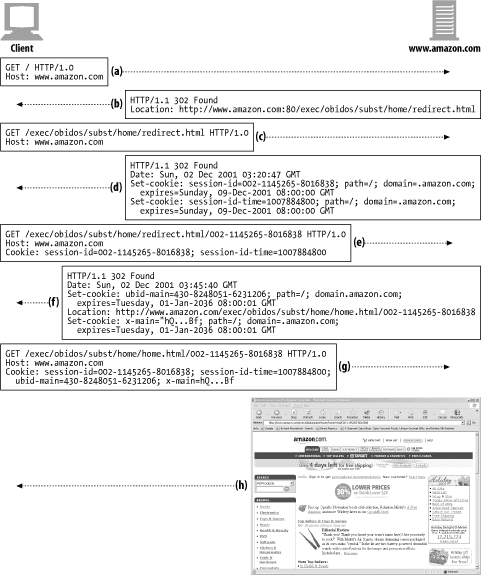 Client
www.amazon.com
GET / HTTP/1.0
Host: www.amazon.com
(a)
(b)
HTTP/1.1 302 Found
Location: http://www.amazon.com:80/exec/obidos/subst/home/redirect.html
GET /exec/obidos/subst/home/redirect.html HTTP/1.0
Host: www.amazon.com
(c)
(d)
HTTP/1.1 302 Found
Date: Sun, 02 Dec 2001 03:20:47 GMT
Set-cookie: session-id=002-1145265-8016838; path=/; domain=.amazon.com;
expires=Sunday, 09-Dec-2001 08:00:00 GMT
Set-cookie: session-id-time=1007884800; path=/; domain=.amazon.com;
expires=Sunday, 09-Dec-2001 08:00:00 GMT
GET /exec/obidos/subst/home/redirect.html/002-1145265-8016838 HTTP/1.0
Host: www.amazon.com
Cookie: session-id=002-1145265-8016838; session-id-time=1007884800
(e)
(f)
HTTP/1.1 302 Found
Date: Sun, 02 Dec 2001 03:45:40 GMT
Set-cookie: ubid-main=430-8248051-6231206; path=/; domain.amazon.com;
expires=Tuesday, 01-Jan-2036 08:00:01 GMT
Location: http://www.amazon.com/exec/obidos/subst/home/home.html/002-1145265-8016838
Set-cookie: x-main="hQ...Bf; path=/; domain=.amazon.com;
expires=Tuesday, 01-Jan-2036 08:00:01 GMT
GET /exec/obidos/subst/home/home.html/002-1145265-8016838 HTTP/1.0
Host: www.amazon.com
Cookie: session-id=002-1145265-8016838; session-id-time=1007884800;
ubid-main=430-8248051-6231206; x-main=hQ...Bf
(g)
(h)
amazon.com.
4 days left for free shipping!
30%
LOWER PRICES
Editorial Review